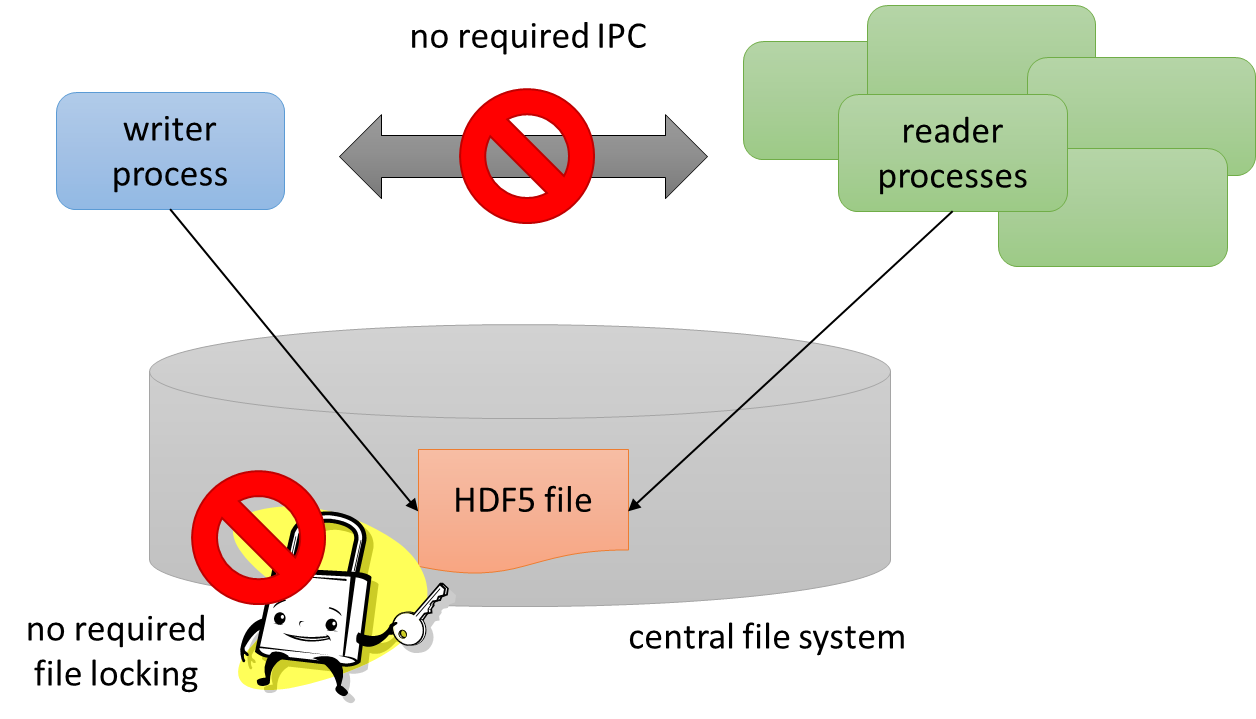 no required IPC
writer
process
reader
processes
HDF5 file
no required
file locking
central file system